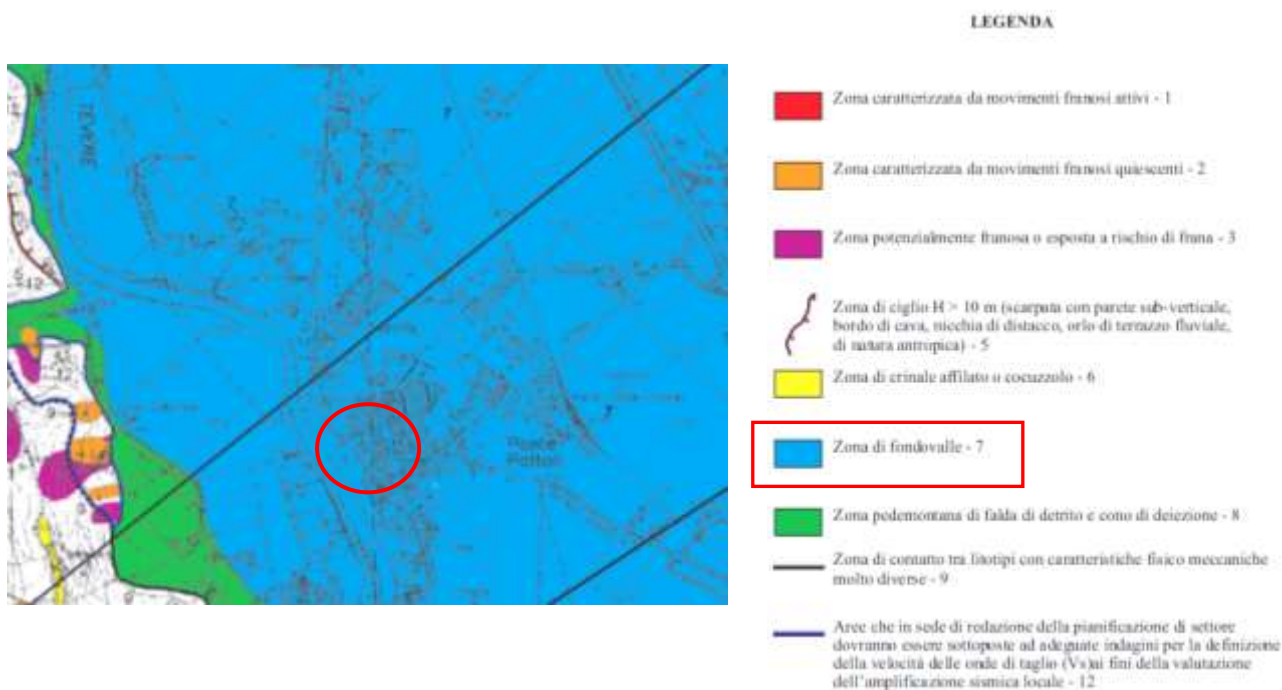 LEGENDA
Zona caratterizzata da movimenti franosi attivi - 1
Zona caratterizzata da movimenti franosi quiescenti - 2
Zona potenzialmente franosa o esposta a rischio di frana - 3
Zona di ciglio H > 10 m (scarpata con parete sub-verticale,
bordo di cava, nicchia di distacco, orlo di terrazzo fluviale,
di natura antropica) - 5
Zona di crinale affilato o cocuzzolo - 6
Zona di fondovalle - 7
Zona pedemontana di falda di detrito e cono di deiezione - 8
Zona di contatto tra litotipi con caratteristiche fisico meccaniche
molto diverse - 9
Aree che in sede di redazione della pianificazione di settore
dovranno essere sottoposte ad adeguate indagini per la definizione
della velocità delle onde di taglio (Vs)ai fini della valutazione
dell'amplificazione sismica locale - 12
TEVERE
7
7
12
12
9
Ponte